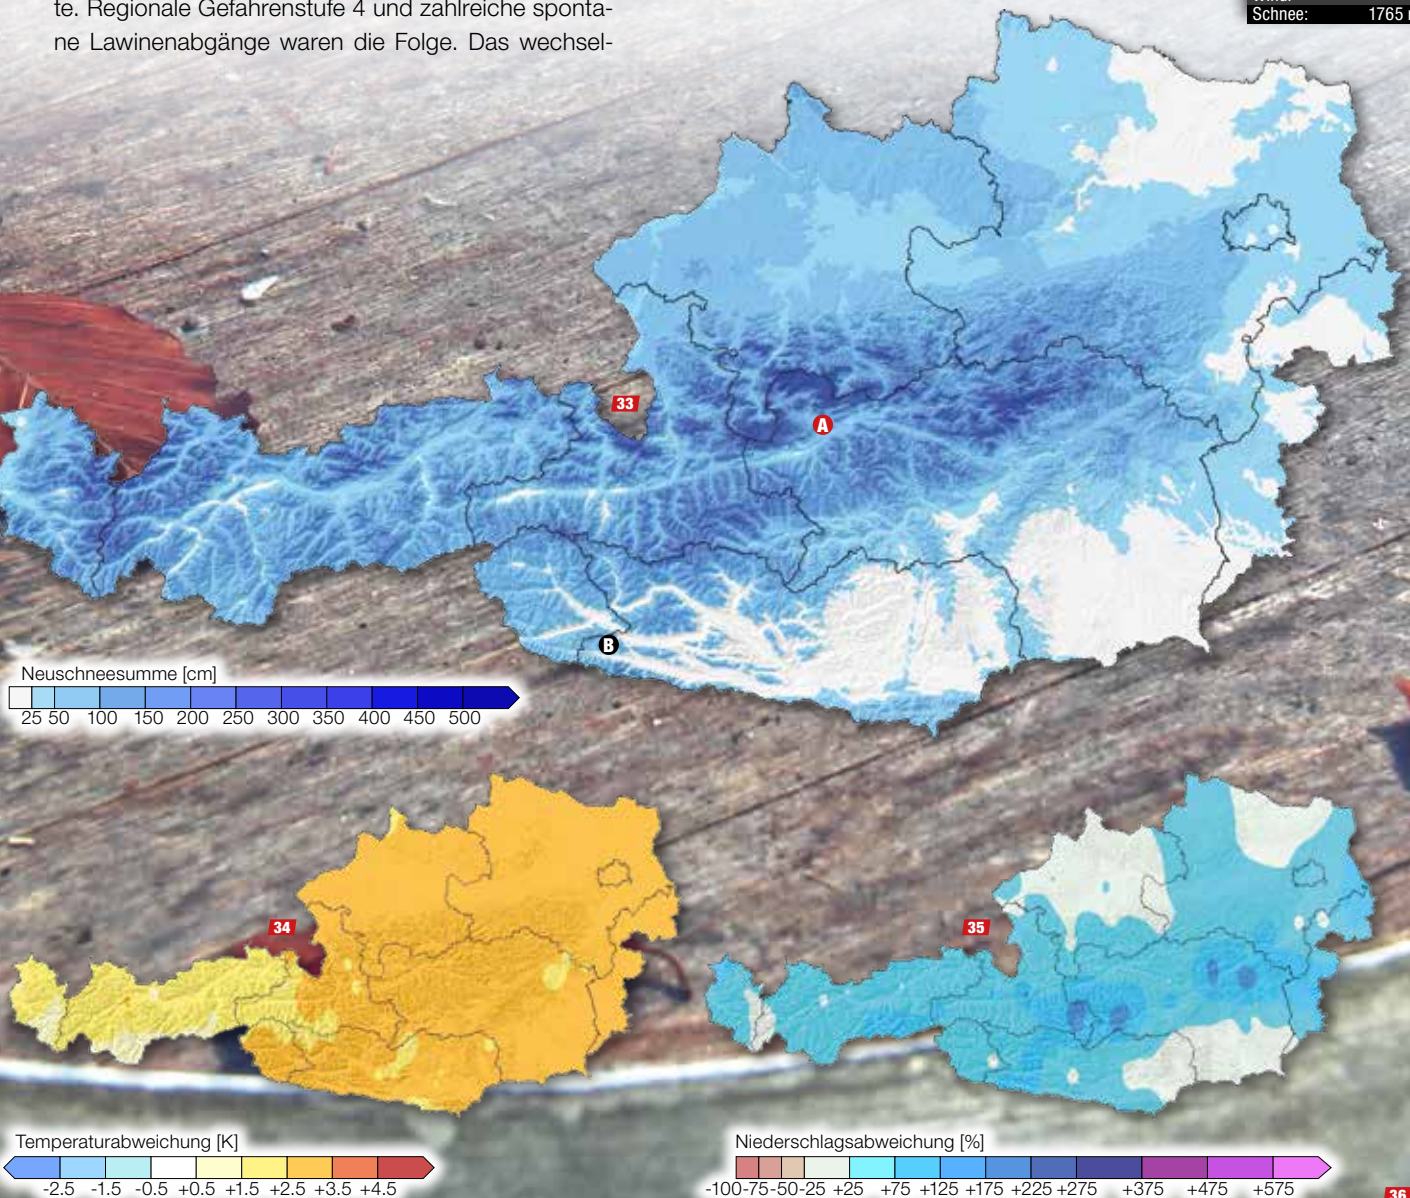 te. Regionale Gefahrenstufe 4 und zahlreiche sponta-
ne Lawinenabgänge waren die Folge. Das wechsel-
Schnee: 1765
33
A
B
Neuschneesumme [cm]
25 50 100 150 200 250 300 350 400 450 500
34
35
Temperaturabweichung [K]
-2.5 -1.5 -0.5 +0.5 +1.5 +2.5 +3.5 +4.5
Niederschlagsabweichung [%]
-100 -75 -50 -25 +25 +75 +125 +175 +225 +275 +375 +475 +575
36